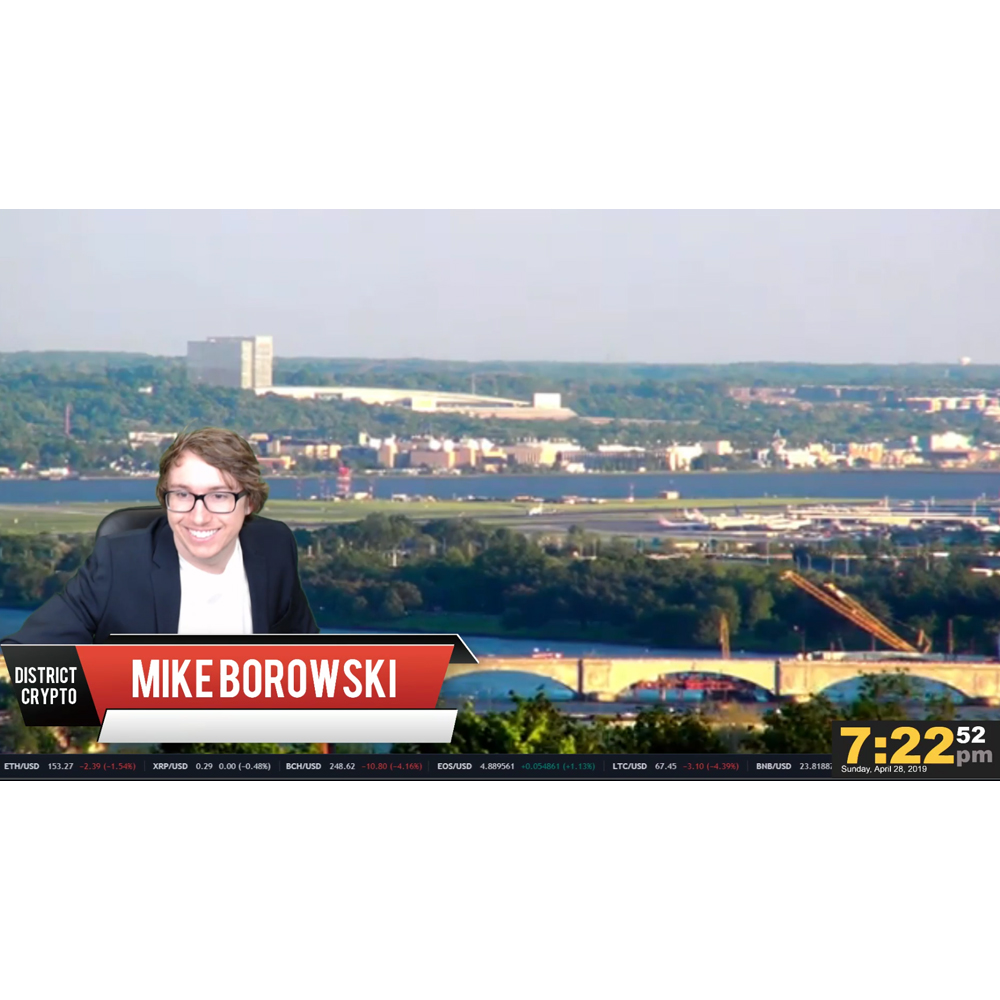 DISTRICT
CRYPTO
MIKE BOROWSKI
ETH/USD 153.27 -2.39 (-1.54%) XRP/USD 0.29 0.00 (-0.48%) BCH/USD 248.62 -10.80 (-4.16%) EOS/USD 4.889561 +0.054861 (+1.13%) LTC/USD 67.45 -3.10 (-4.39%) BNB/USD 23.8188
7:22 52 pm
Sunday, April 28, 2019